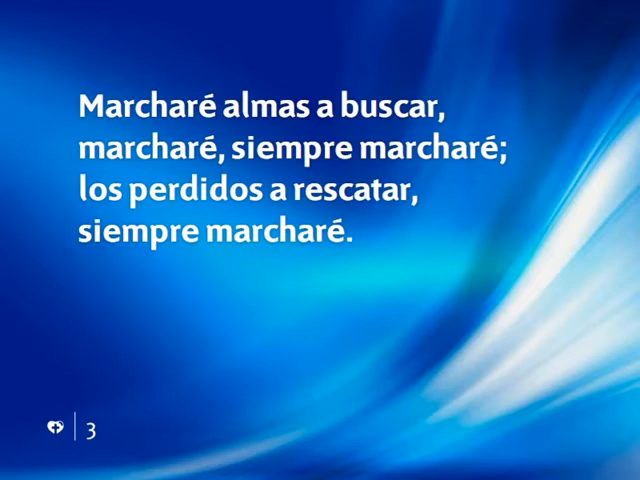 Marcharé almas a buscar,
marcharé, siempre marcharé;
los perdidos a rescatar,
siempre marcharé.
3